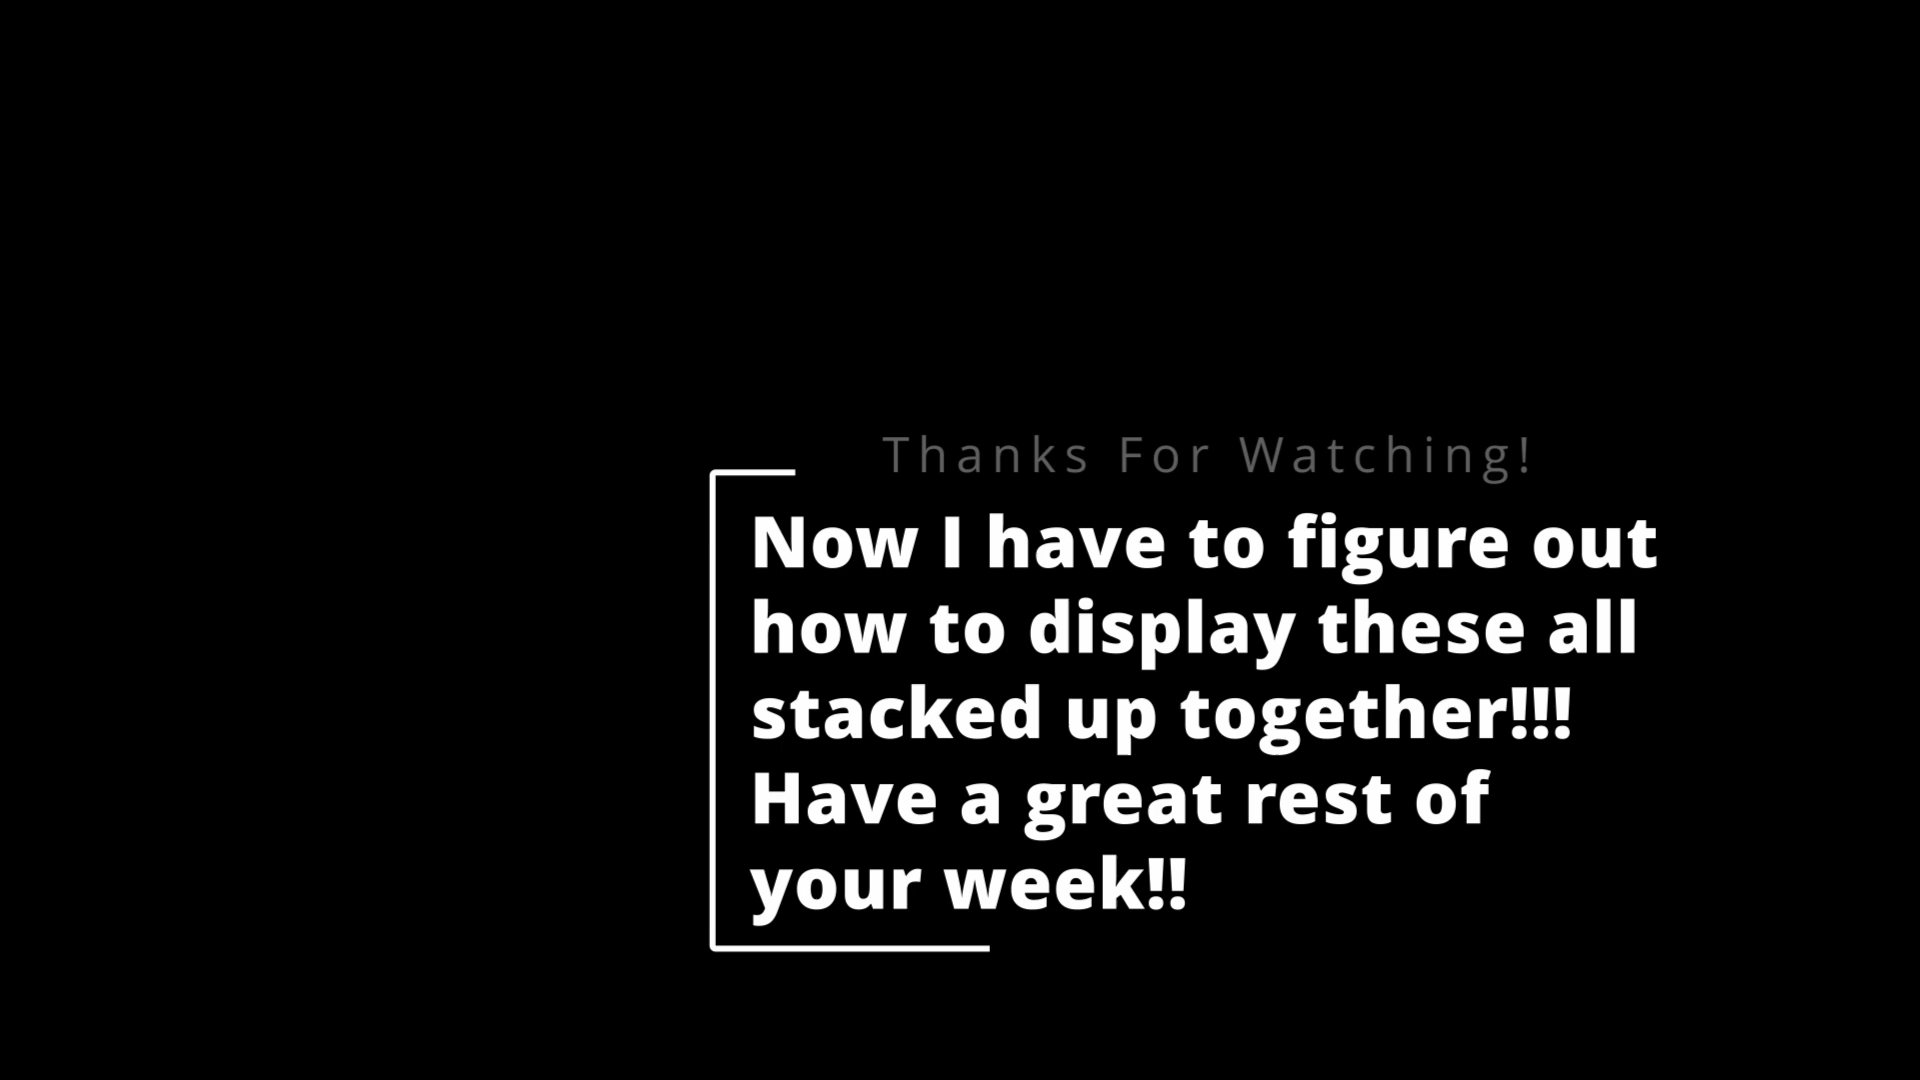 Thanks For Watching!
Now I have to figure out
how to display these all
stacked up together!!!
Have a great rest of
your week!!